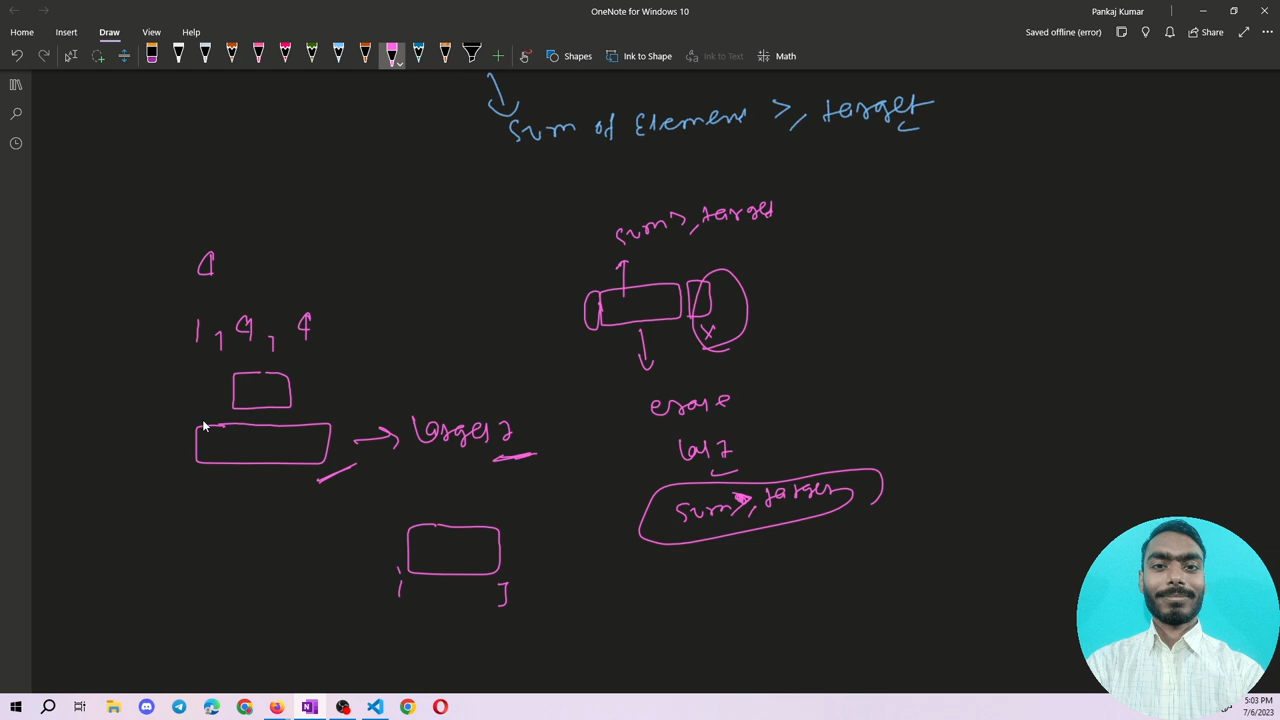 OneNote for Windows 10
Pankaj Kumar
Home Insert Draw View Help
Saved offline (error)
Share
Shapes
Ink to Shape
Ink to Text
Math
Sum of Element >, target
sum >, target
4
1, 4, 4
x
erase
larges
last
sum >, target
i
J
5:03 PM
7/6/2023